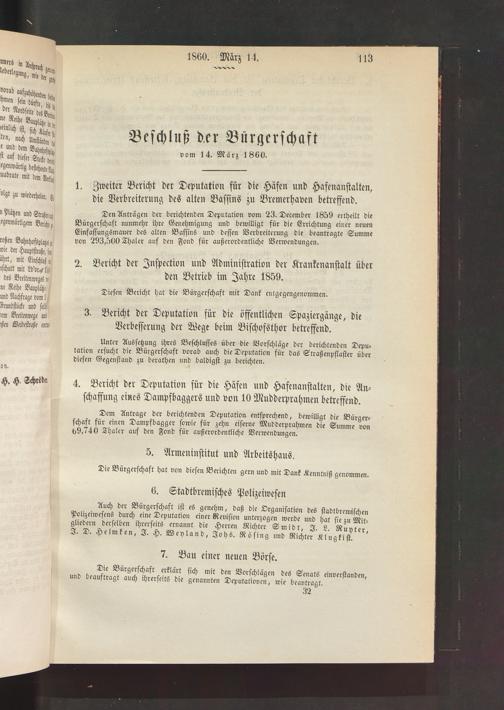 1860. März 14.
113
Beschluß der Bürgerschaft
vom 14. März 1860.
1. Zweiter Bericht der Deputation für die Häfen und Hafenanstalten,
die Verbreiterung des alten Bassins zu Bremerhaven betreffend.
Den Anträgen der berichtenden Deputation vom 23. December 1859 ertheilt die
Bürgerschaft nunmehr ihre Genehmigung und bewilligt für die Errichtung einer neuen
Einfassungsmauer des alten Bassins und dessen Verbreiterung die beantragte Summe
von 293,500 Thaler auf den Fond für außerordentliche Verwendungen.
2. Bericht der Inspection und Administration der Krankenanstalt über
den Betrieb im Jahre 1859.
Diesen Bericht hat die Bürgerschaft mit Dank entgegengenommen.
3. Bericht der Deputation für die öffentlichen Spaziergänge, die
Verbesserung der Wege beim Bischofsthor betreffend.
Unter Aussetzung ihres Beschlusses über die Vorschläge der berichtenden Depu-
tation ersucht die Bürgerschaft vorab auch die Deputation für das Straßenpflaster über
diesen Gegenstand zu berathen und baldigst zu berichten.
4. Bericht der Deputation für die Häfen und Hafenanstalten, die An-
schaffung eines Dampfbaggers und von 10 Mudderprahmen betreffend.
Dem Antrage der berichtenden Deputation entsprechend, bewilligt die Bürger-
schaft für einen Dampfbagger sowie für zehn eiserne Mudderprahme die Summe von
69,740 Thaler auf den Fond für außerordentliche Verwendungen.
5. Armeninstitut und Arbeitshaus.
Die Bürgerschaft hat von diesen Berichten gern und mit Dank Kenntniß genommen.
6. Stadtbremisches Polizeiwesen
Auch der Bürgerschaft ist es genehm, daß die Organisation des stadtbremischen
Polizeiwesens durch eine Deputation einer Revision unterzogen werde und hat sie zu Mit-
gliedern derselben ihrerseits ernannt die Herren Richter Smidt, J. L. Ruyter,
J. D. Helmken, J. H. Weyland, Johs. Rösing und Richter Klugkist.
7. Bau einer neuen Börse.
Die Bürgerschaft erklärt sich mit den Vorschlägen des Senats einverstanden,
und beauftragt auch ihrerseits die genannten Deputationen, wie beantragt.
32
H. H. Schröder